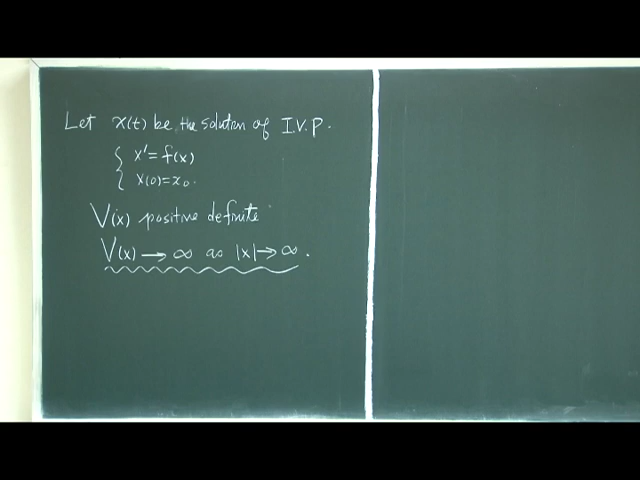 Let x(t) be the solution of I.V.P.
{ x' = f(x)
x(0) = x₀.
V(x) positive definite
V(x) → ∞ as |x| → ∞.